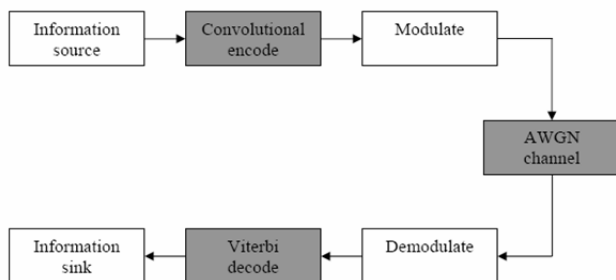 Information
source
Convolutional
encode
Modulate
AWGN
channel
Demodulate
Viterbi
decode
Information
sink